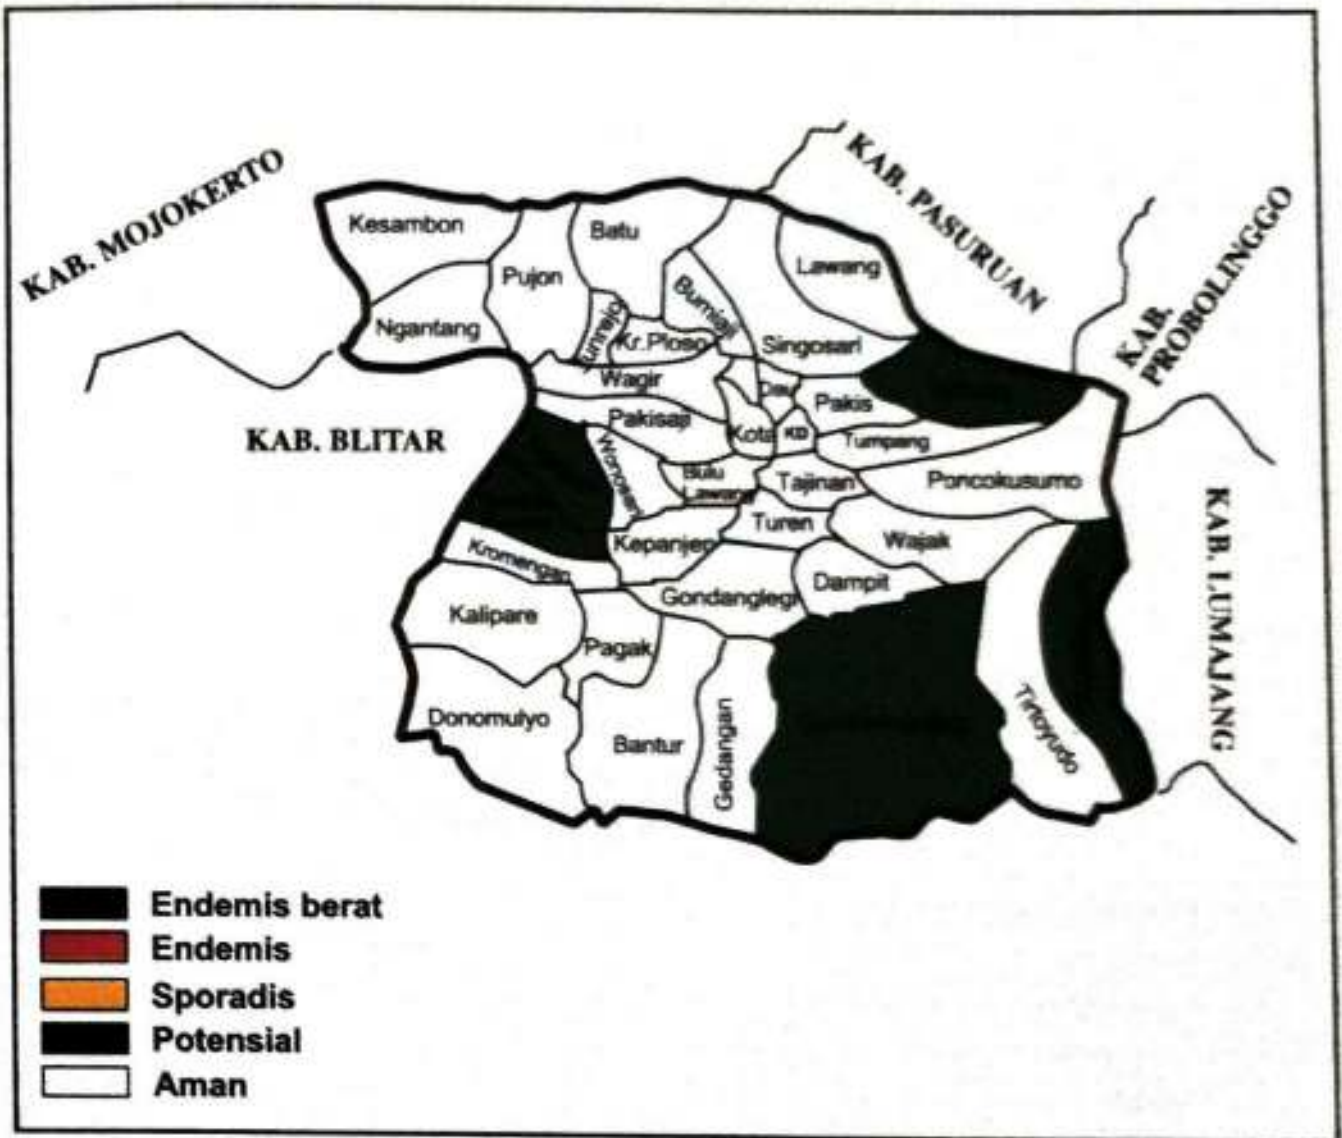 KAB. MOJOKERTO
KAB. PASURUAN
KAB.
PROBOLINGGO
Kesambon
Batu
Lawang
Pujon
Bumiaji
Ngantang
Junrejo
Kr.Ploso
Singosari
Wagir
Dau
Pakis
Pakisaji
Kota
KD
Tumpang
KAB. BLITAR
Wonosari
Bulu
Lawang
Tajinan
Poncokusumo
KAB. LUMAJANG
Turen
Wajak
Kepanjen
Kromengan
Dampit
Gondanglegi
Kalipare
Pagak
Donomulyo
Bantur
Gedangan
Tirtoyudo
Endemis berat
Endemis
Sporadis
Potensial
Aman